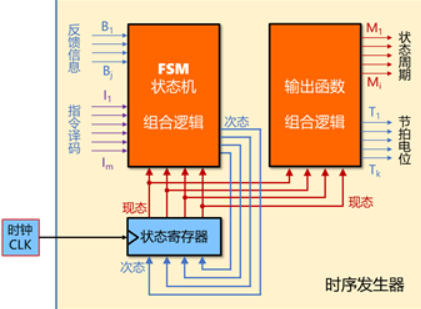 反馈信息
B1
Bj
指令译码
I1
Im
FSM
状态机
组合逻辑
输出函数
组合逻辑
M1
Mi
状态周期
T1
Tk
节拍电位
次态
现态
现态
时钟
CLK
状态寄存器
次态
时序发生器